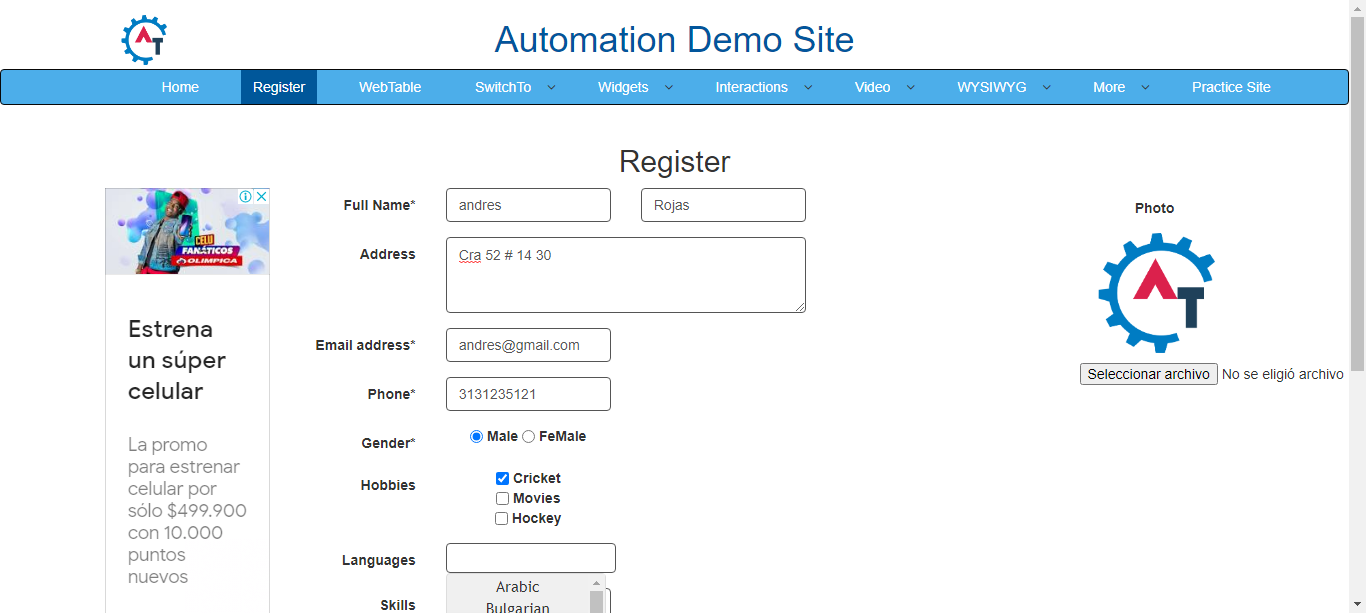 AT
Automation Demo Site
Home Register WebTable SwitchTo Widgets Interactions Video WYSIWYG More Practice Site
Register
CELU
FANÁTICOS
OLIMPICA
Estrena
un súper
celular
La promo
para estrenar
celular por
sólo $499.900
con 10.000
puntos
nuevos
Full Name* andres Rojas
Address Cra 52 # 14 30
Email address* andres@gmail.com
Phone* 3131235121
Gender* Male FeMale
Hobbies Cricket
Movies
Hockey
Languages
Arabic
Bulgarian
Skills
Photo
AT
Seleccionar archivo No se eligió archivo